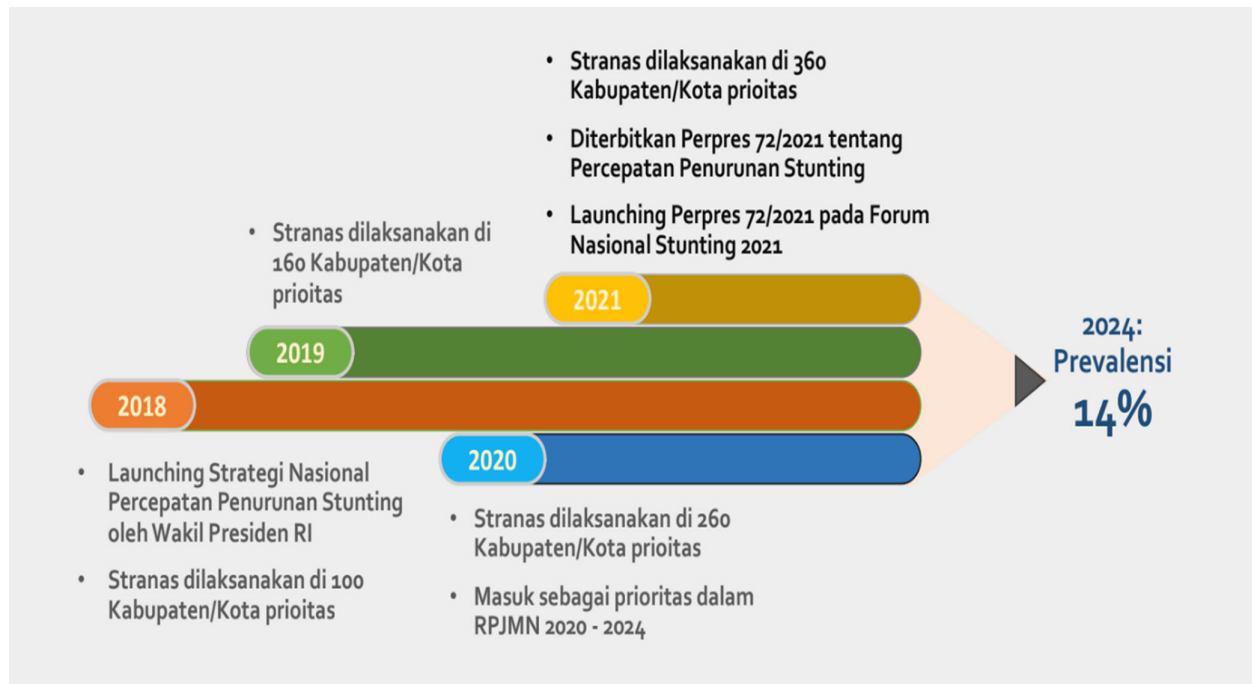 • Stranas dilaksanakan di 360
Kabupaten/Kota prioitas
• Diterbitkan Perpres 72/2021 tentang
Percepatan Penurunan Stunting
• Launching Perpres 72/2021 pada Forum
Nasional Stunting 2021
• Stranas dilaksanakan di
160 Kabupaten/Kota
prioitas
2021
2019
2018
2020
2024:
Prevalensi
14%
• Launching Strategi Nasional
Percepatan Penurunan Stunting
oleh Wakil Presiden RI
• Stranas dilaksanakan di 100
Kabupaten/Kota prioitas
• Stranas dilaksanakan di 260
Kabupaten/Kota prioitas
• Masuk sebagai prioritas dalam
RPJMN 2020 - 2024